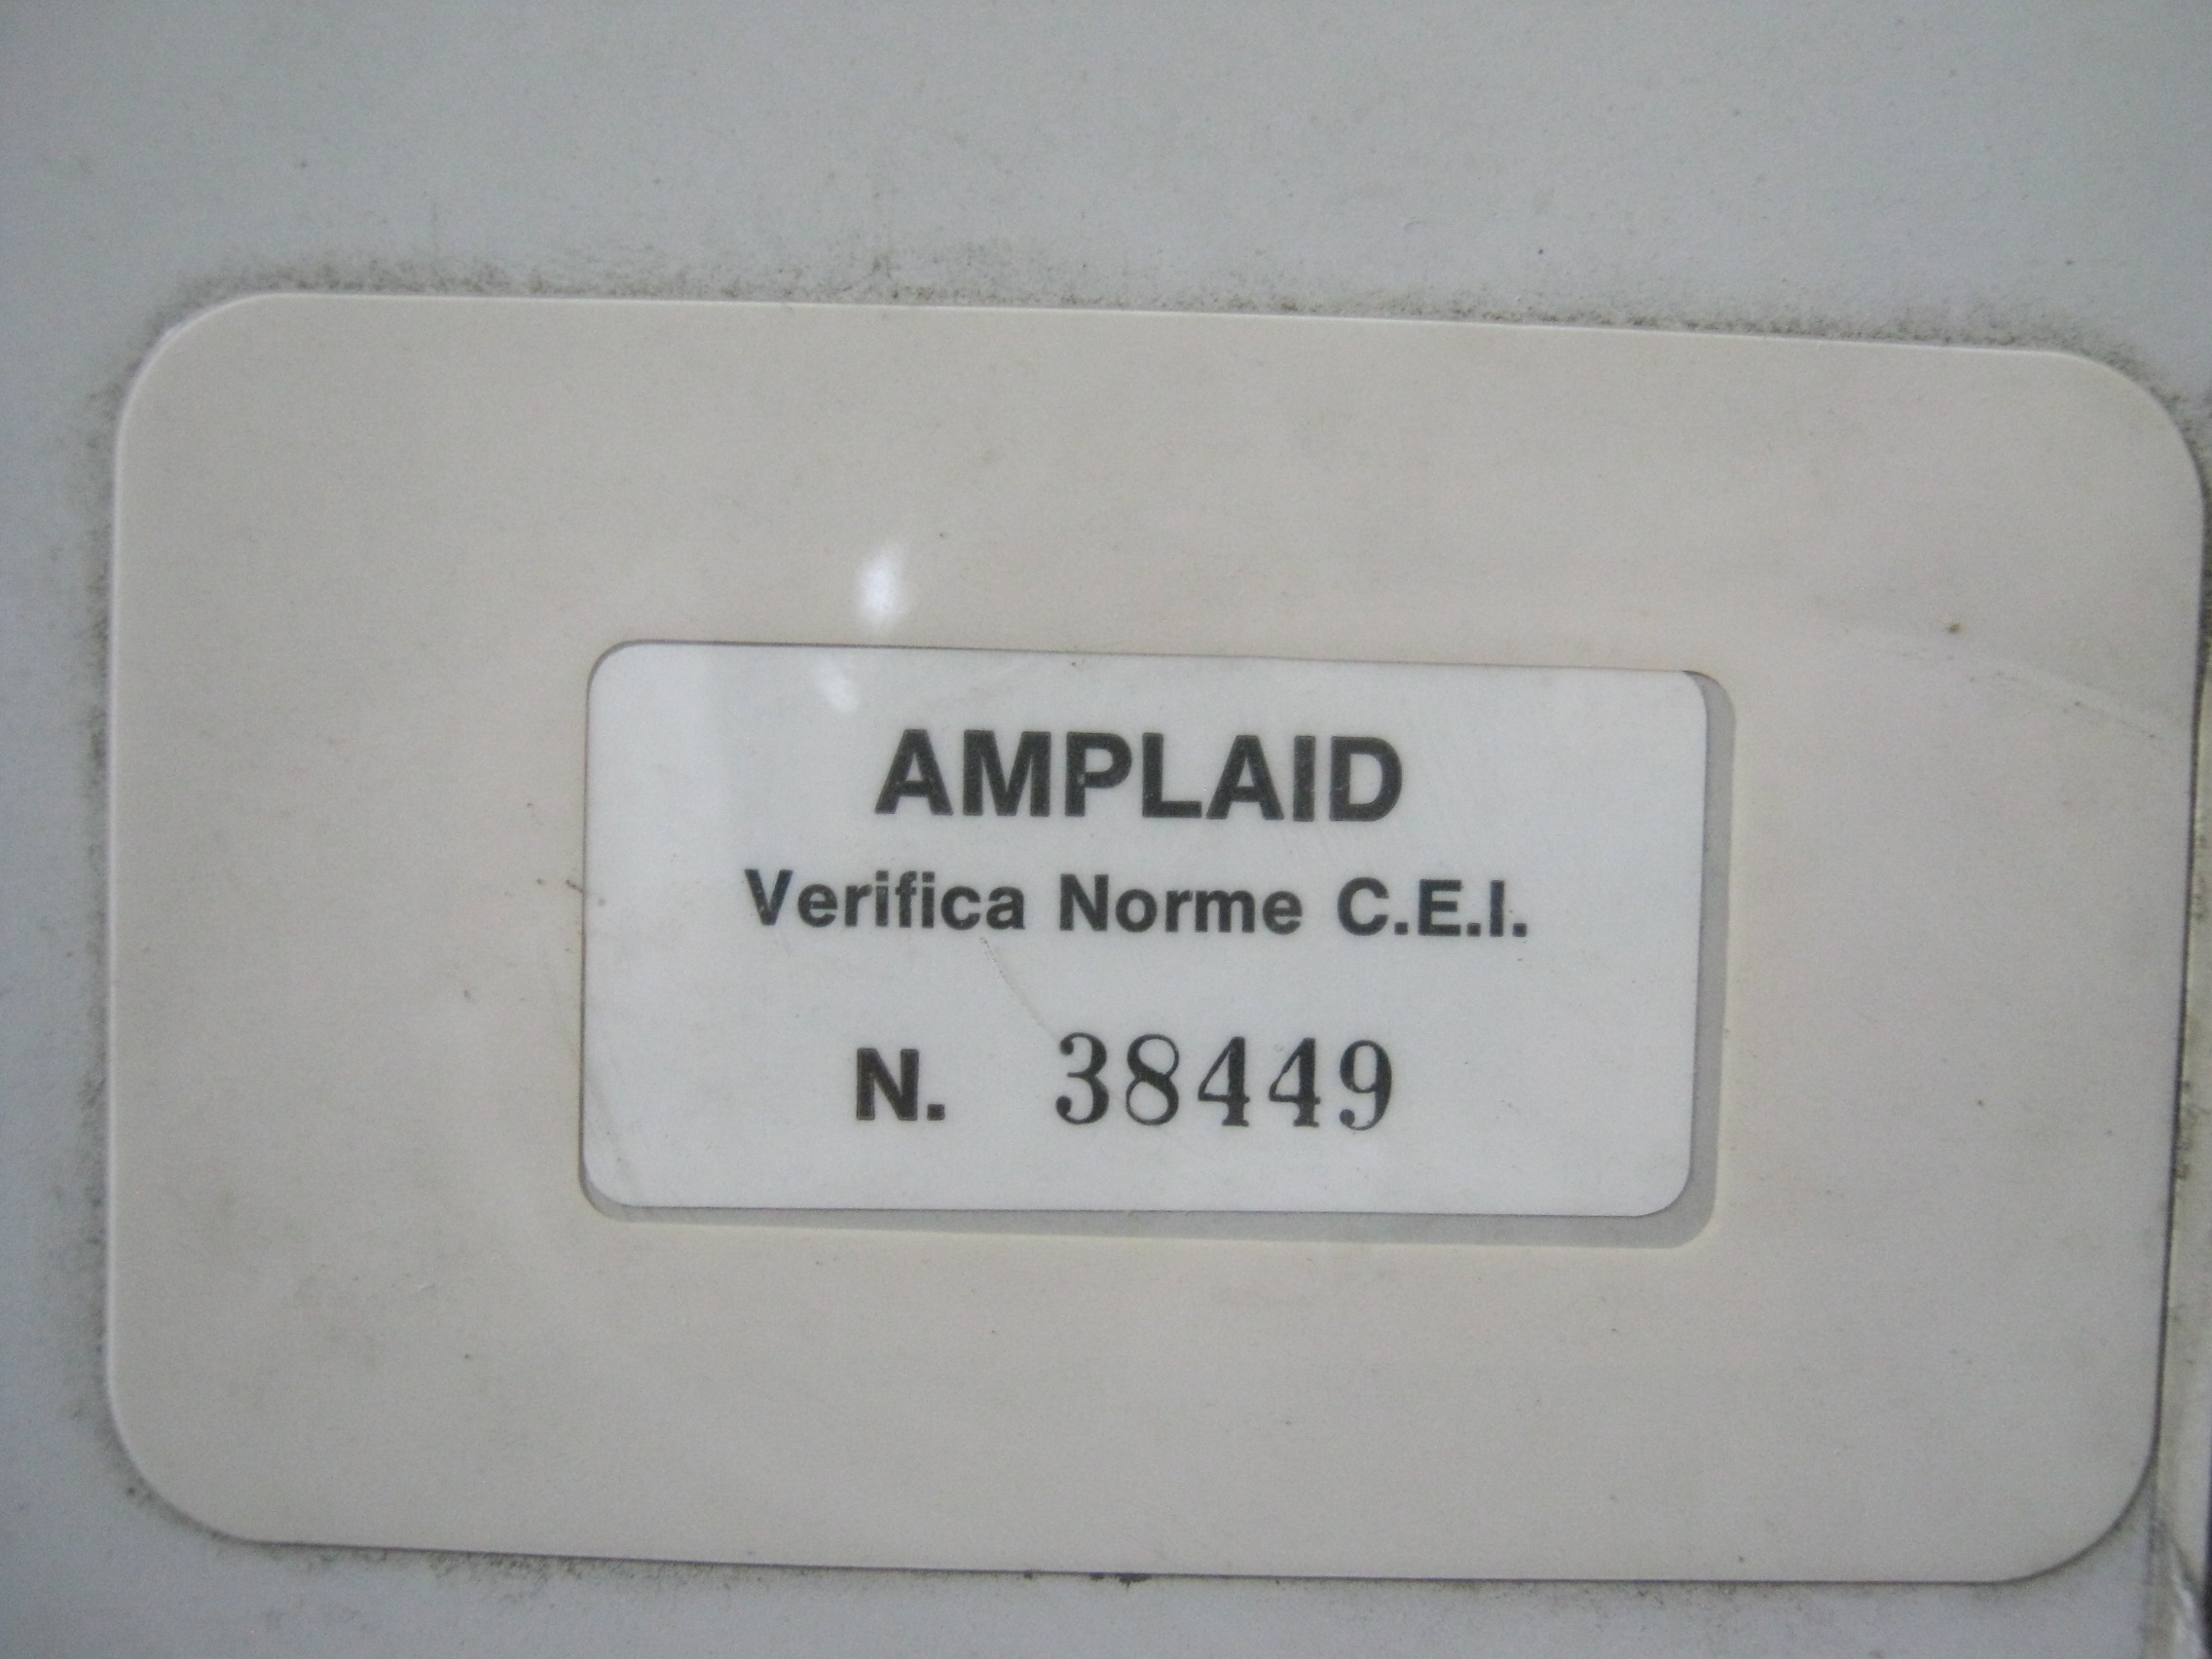 AMPLAID
Verifica Norme C.E.I.
N. 38449